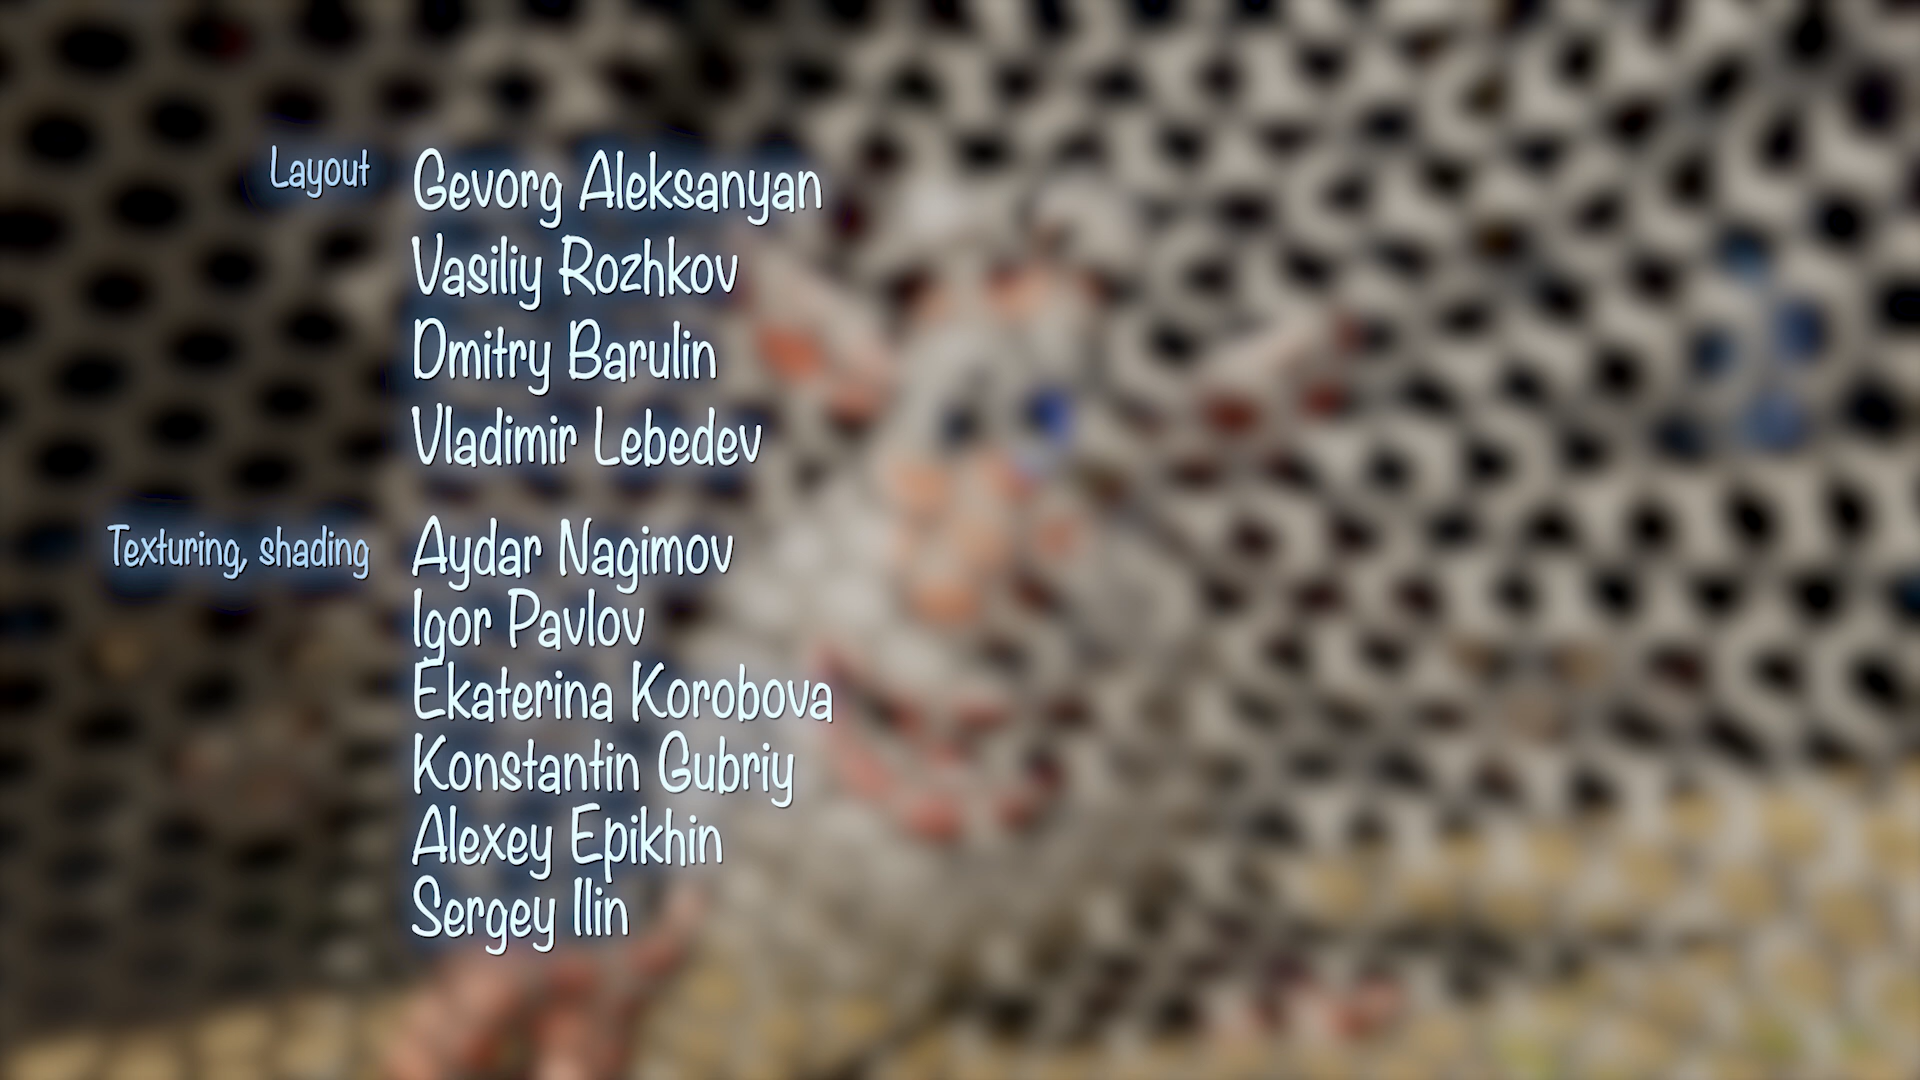 Layout
Gevorg Aleksanyan
Vasiliy Rozhkov
Dmitry Barulin
Vladimir Lebedev
Texturing, shading
Aydar Nagimov
Igor Pavlov
Ekaterina Korobova
Konstantin Gubriy
Alexey Epikhin
Sergey Ilin